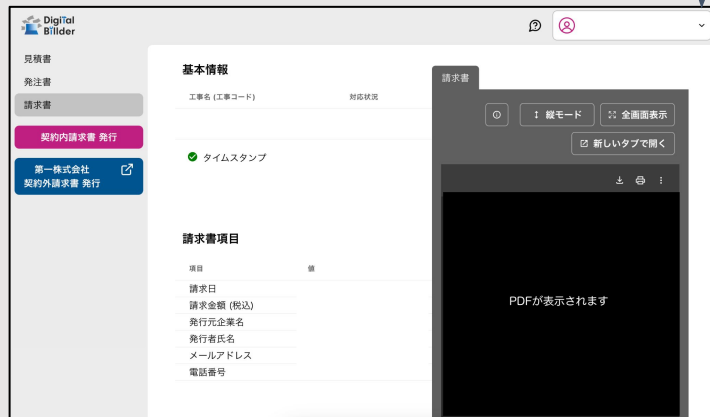 DigiTal
Billder
見積書
発注書
請求書
契約内請求書 発行
第一株式会社
契約外請求書 発行
基本情報
工事名 (工事コード)
対応状況
タイムスタンプ
請求書項目
項目
値
請求日
請求金額 (税込)
発行元企業名
発行者氏名
メールアドレス
電話番号
請求書
縦モード
全画面表示
新しいタブで開く
PDFが表示されます